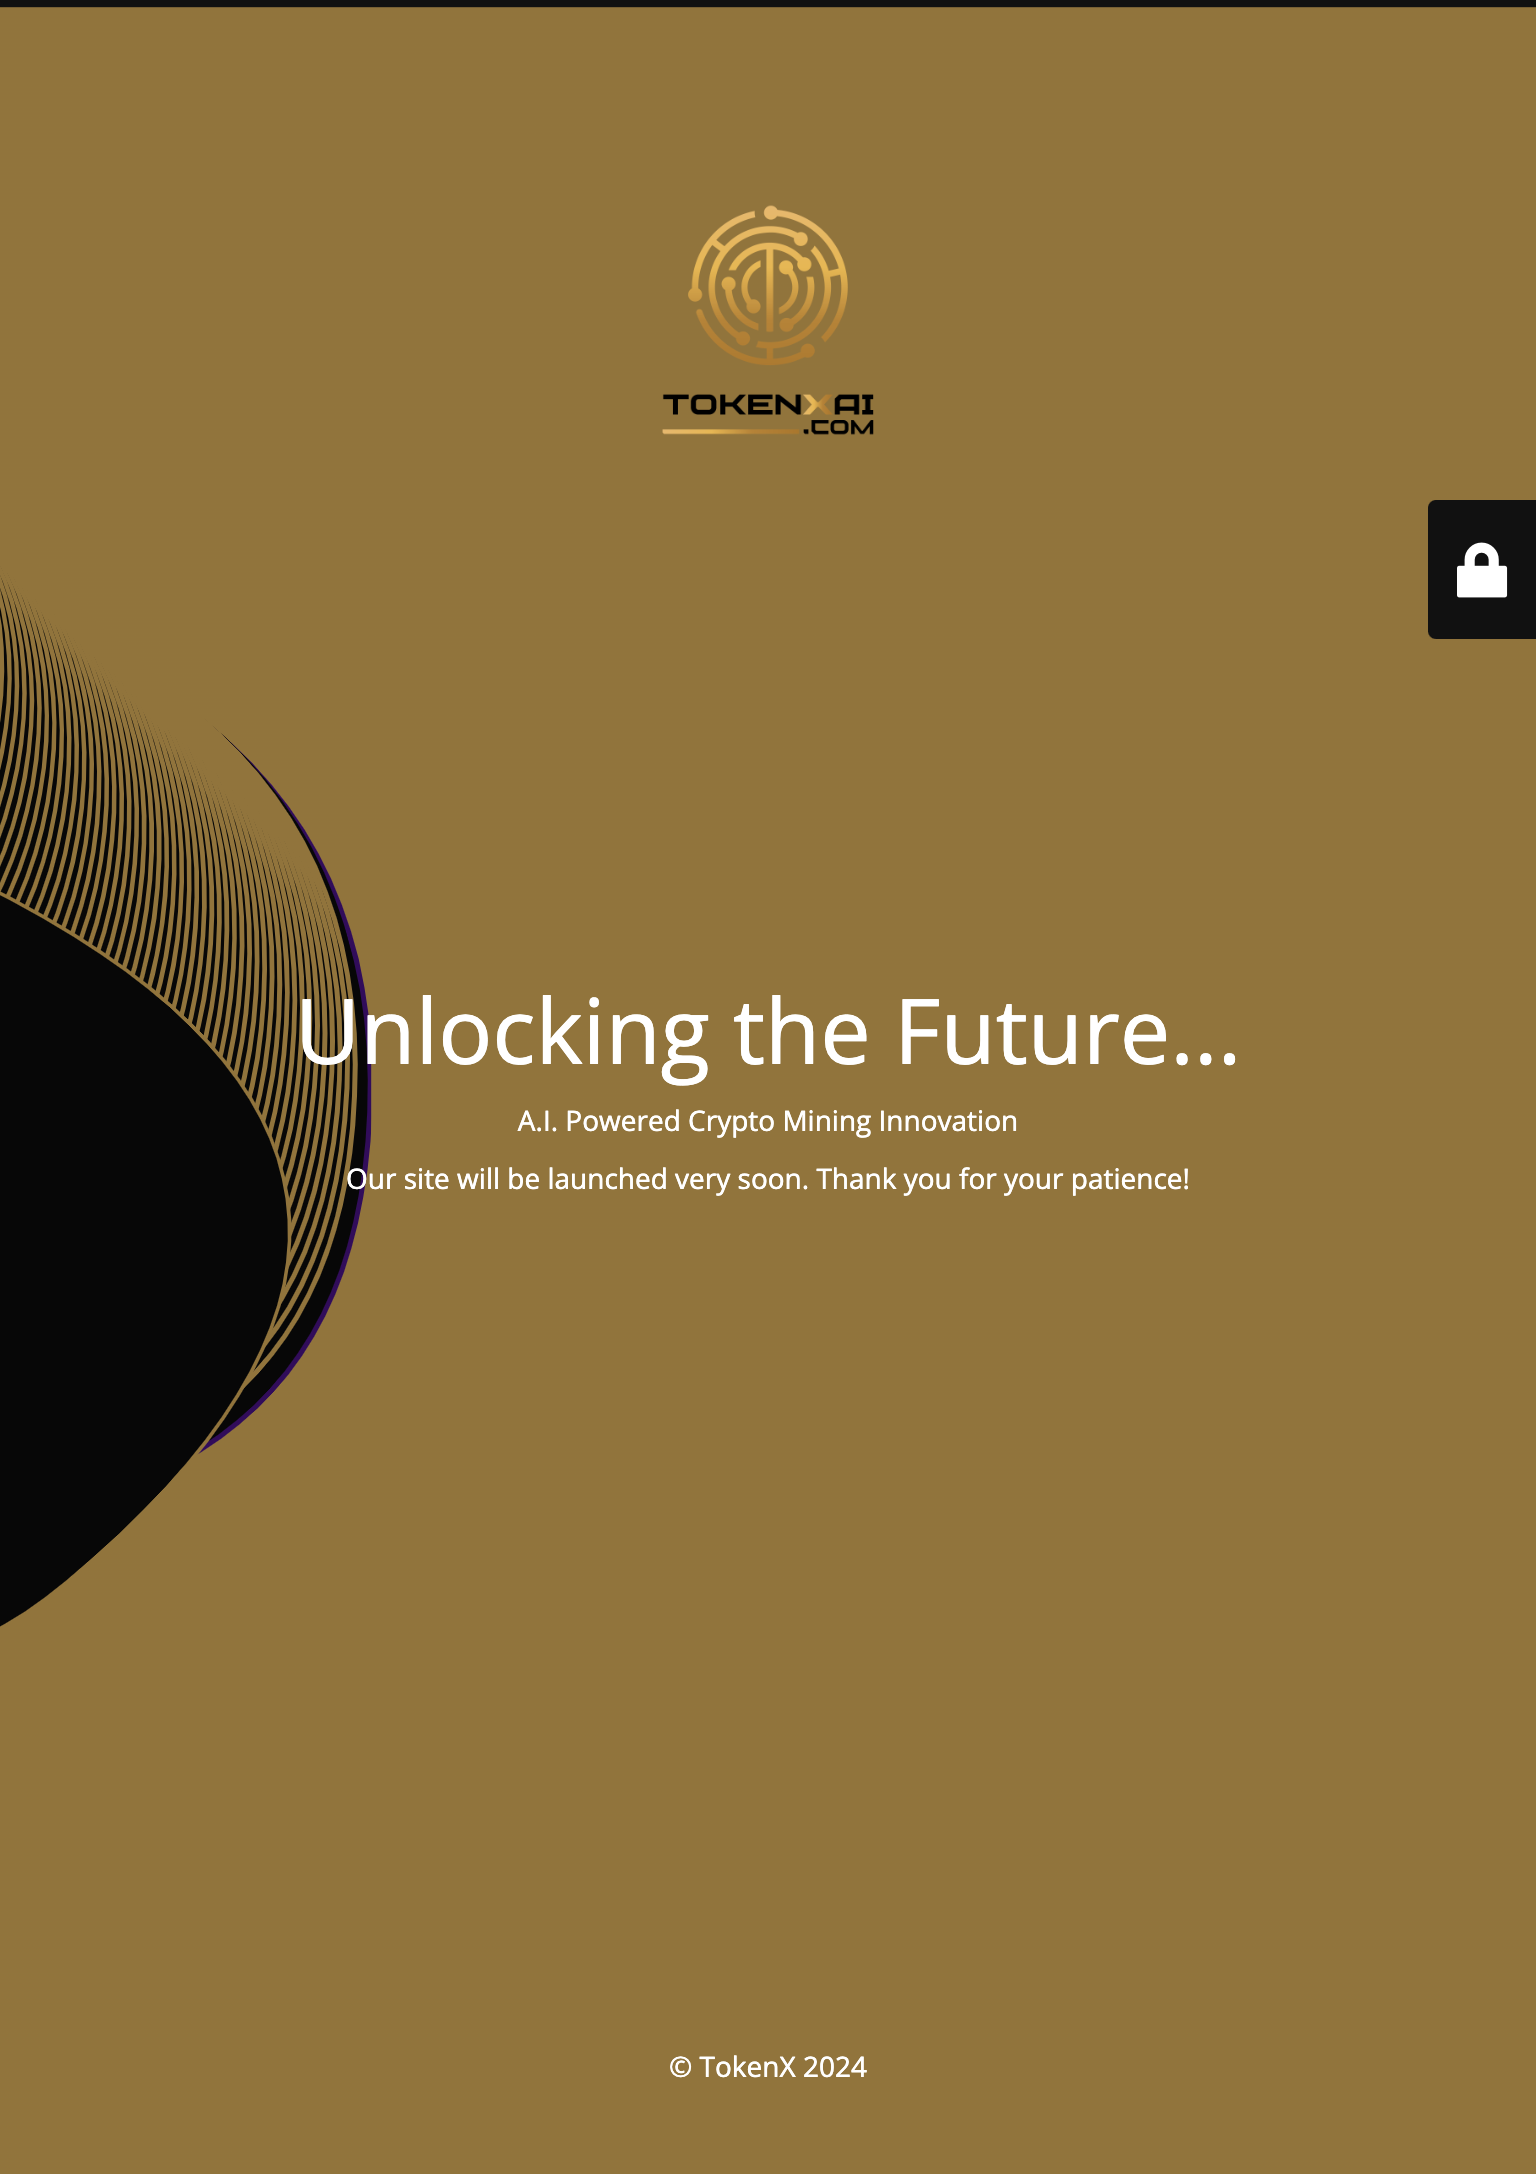 TOKENXAI
.COM
Unlocking the Future...
A.I. Powered Crypto Mining Innovation
Our site will be launched very soon. Thank you for your patience!
© TokenX 2024